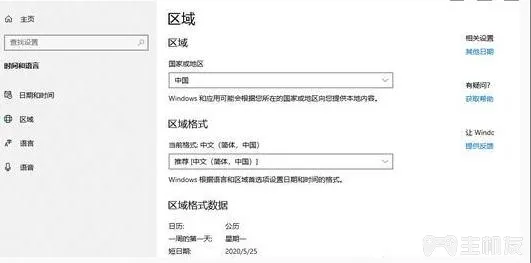 主页
查找设置
时间和语言
日期和时间
区域
语言
语音
区域
区域
国家或地区
中国
Windows 和应用可能会根据您所在的国家或地区向您提供本地内容。
区域格式
当前格式: 中文（简体，中国）
推荐 [中文（简体，中国）]
Windows 根据语言和区域首选项设置日期和时间的格式。
区域格式数据
日历: 公历
一周的第一天: 星期一
短日期: 2020/5/25
相关设置
其他日期
有疑问?
获取帮助
让 Windc
提供反馈
主机友